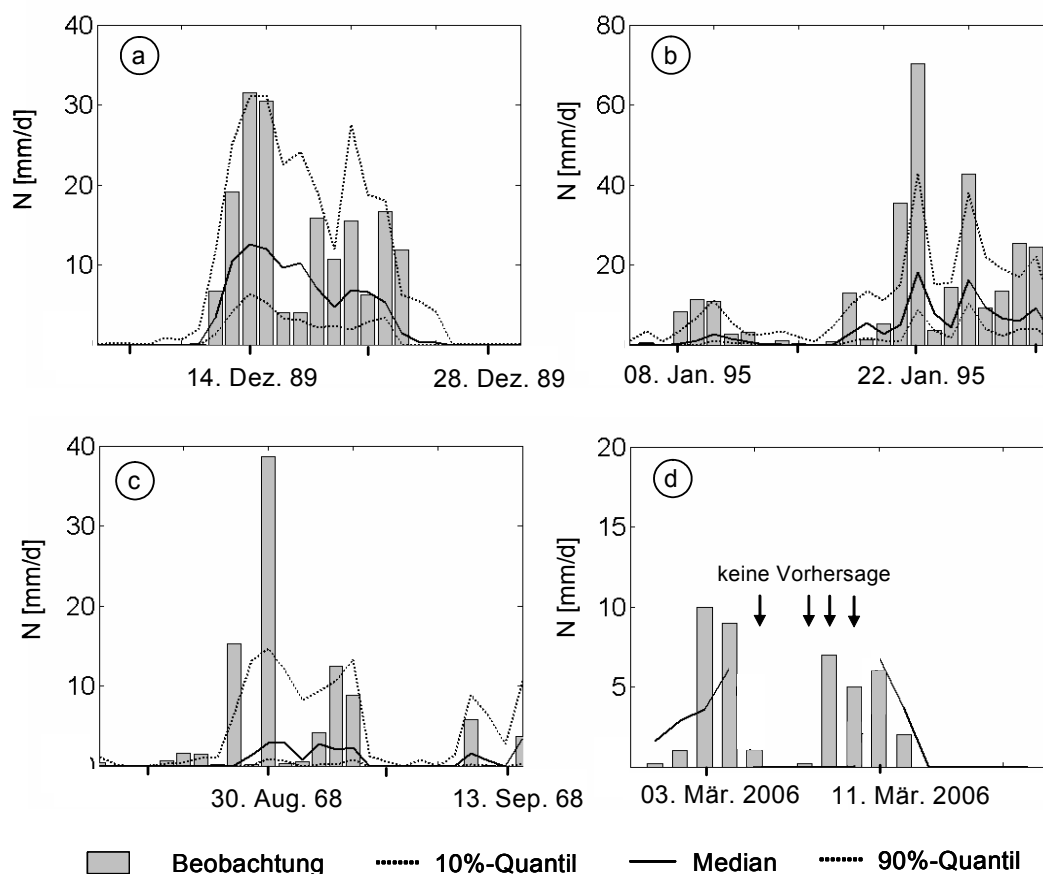 40
30
20
10
N [mm/d]
a
14. Dez. 89
28. Dez. 89
80
60
40
20
N [mm/d]
b
08. Jan. 95
22. Jan. 95
40
30
20
10
N [mm/d]
c
30. Aug. 68
13. Sep. 68
20
15
10
5
N [mm/d]
d
keine Vorhersage
03. Mär. 2006
11. Mär. 2006
Beobachtung 10%-Quantil Median 90%-Quantil